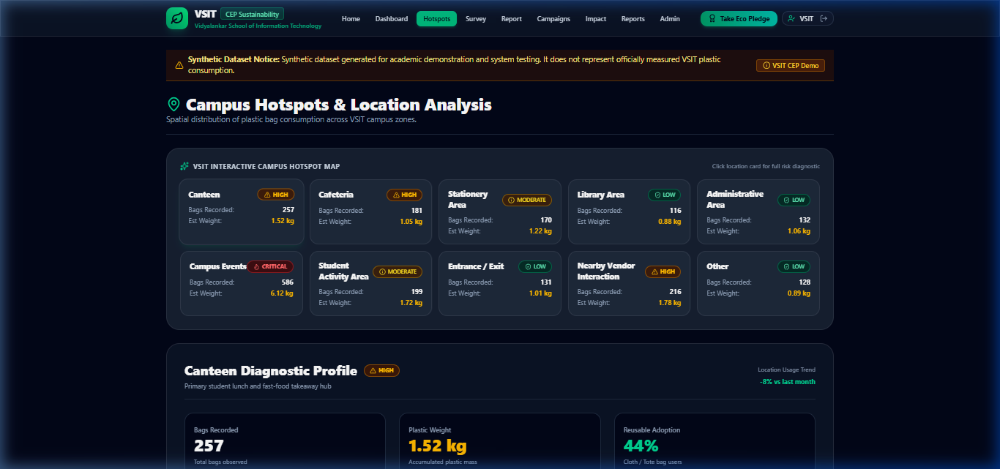 VSIT CEP Sustainability
Vidyalankar School of Information Technology
Home Dashboard Hotspots Survey Report Campaigns Impact Reports Admin
Take Eco Pledge
VSIT
Synthetic Dataset Notice: Synthetic dataset generated for academic demonstration and system testing. It does not represent officially measured VSIT plastic
consumption.
VSIT CEP Demo
Campus Hotspots & Location Analysis
Spatial distribution of plastic bag consumption across VSIT campus zones.
VSIT INTERACTIVE CAMPUS HOTSPOT MAP
Click location card for full risk diagnostic
Canteen HIGH
Bags Recorded: 257
Est Weight: 1.52 kg
Cafeteria HIGH
Bags Recorded: 181
Est Weight: 1.05 kg
Stationery
Area
MODERATE
Bags Recorded: 170
Est Weight: 1.22 kg
Library Area LOW
Bags Recorded: 116
Est Weight: 0.88 kg
Administrative
Area
LOW
Bags Recorded: 132
Est Weight: 1.06 kg
Campus Events CRITICAL
Bags Recorded: 586
Est Weight: 6.12 kg
Student
Activity Area
MODERATE
Bags Recorded: 199
Est Weight: 1.72 kg
Entrance / Exit LOW
Bags Recorded: 131
Est Weight: 1.01 kg
Nearby Vendor
Interaction
HIGH
Bags Recorded: 216
Est Weight: 1.78 kg
Other LOW
Bags Recorded: 128
Est Weight: 0.89 kg
Canteen Diagnostic Profile HIGH
Primary student lunch and fast-food takeaway hub
Location Usage Trend
-8% vs last month
Bags Recorded
257
Total bags observed
Plastic Weight
1.52 kg
Accumulated plastic mass
Reusable Adoption
44%
Cloth / Tote bag users